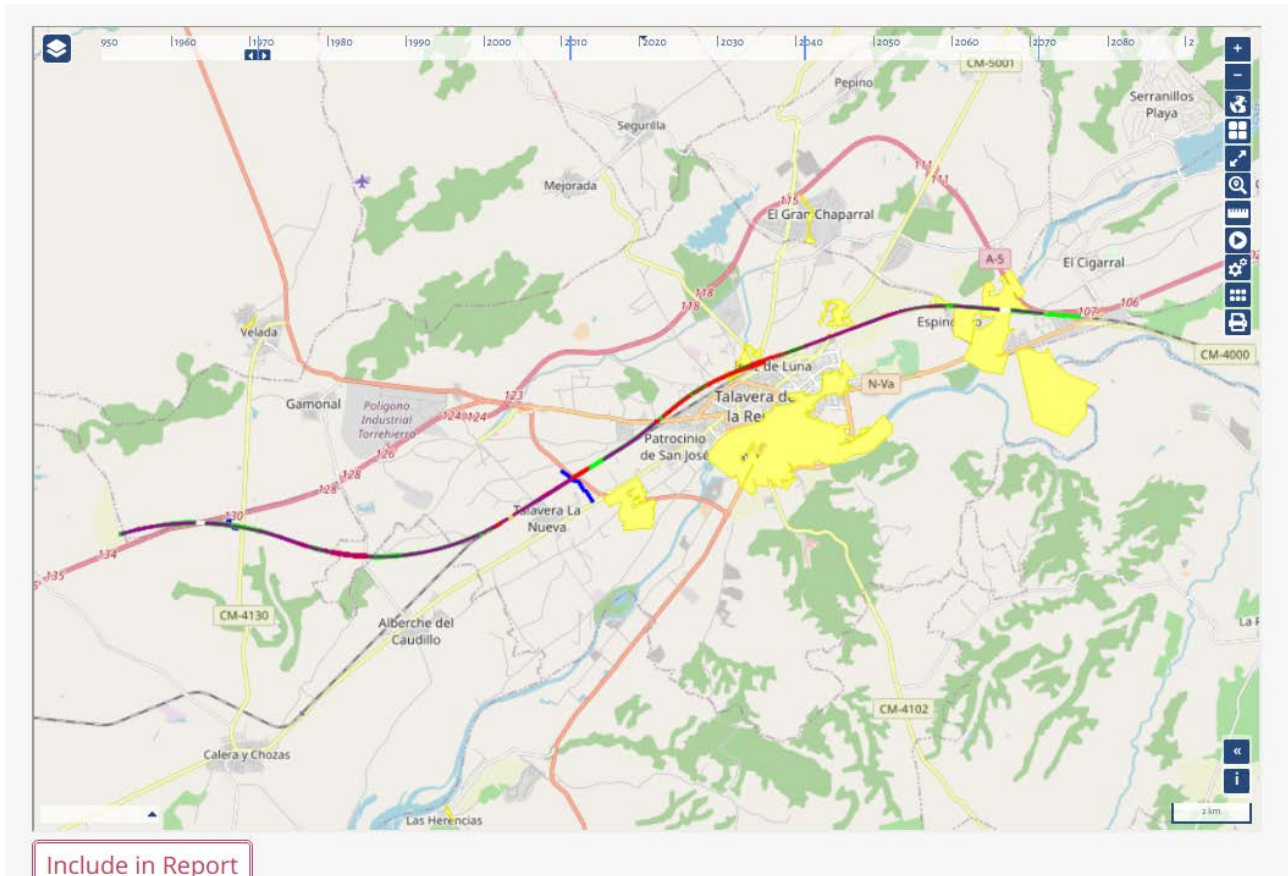 950 1960 1970 1980 1990 2000 2010 2020 2030 2040 2050 2060 2070 2080 2
CM-5001
Pepino
Serranillos
Playa
Segurilla
Mejorada
111
111
115
El Gran Chaparral
A-5
El Cigarral
118
118
107
106
Velada
de Luna
CM-4000
N-Va
Gamonal
Polígono
Industrial
Torrehierro
123
124
124
Talavera de
la
Patrocinio
de San José
126
128
128
130
Talavera La
Nueva
134
135
CM-4130
Alberche del
Caudillo
La
CM-4102
Calera y Chozas
«
i
2 km
Las Herencias
Include in Report